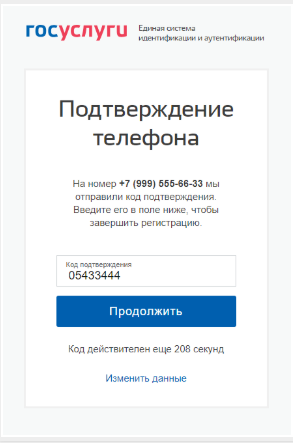 госуслуги
Единая система
идентификации и аутентификации
Подтверждение
телефона
На номер +7 (999) 555-66-33 мы
отправили код подтверждения.
Введите его в поле ниже, чтобы
завершить регистрацию.
Код подтверждения
05433444
Продолжить
Код действителен еще 208 секунд
Изменить данные